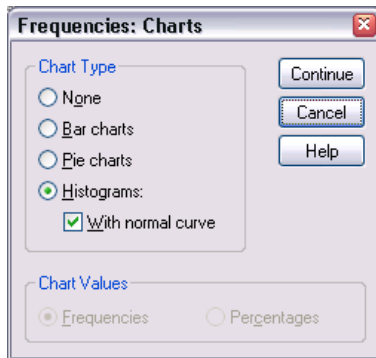 Frequencies: Charts
Chart Type
None
Bar charts
Pie charts
Histograms:
With normal curve
Continue
Cancel
Help
Chart Values
Frequencies Percentages